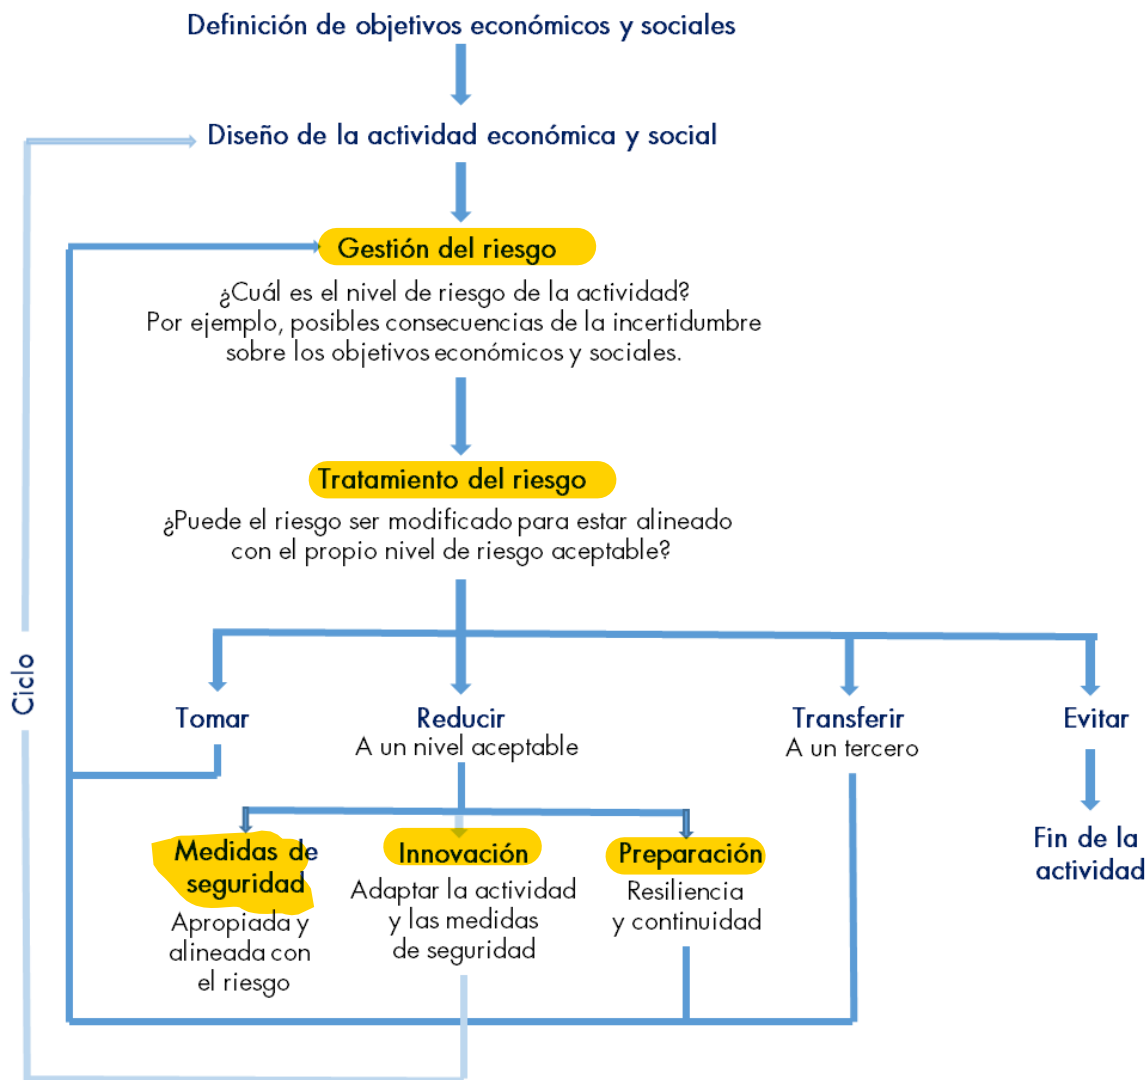 Definición de objetivos económicos y sociales
Diseño de la actividad económica y social
Gestión del riesgo
¿Cuál es el nivel de riesgo de la actividad?
Por ejemplo, posibles consecuencias de la incertidumbre
sobre los objetivos económicos y sociales.
Tratamiento del riesgo
¿Puede el riesgo ser modificado para estar alineado
con el propio nivel de riesgo aceptable?
Ciclo
Tomar
Reducir
A un nivel aceptable
Transferir
A un tercero
Evitar
Medidas de
seguridad
Apropiada y
alineada con
el riesgo
Innovación
Adaptar la actividad
y las medidas
de seguridad
Preparación
Resiliencia
y continuidad
Fin de la
actividad